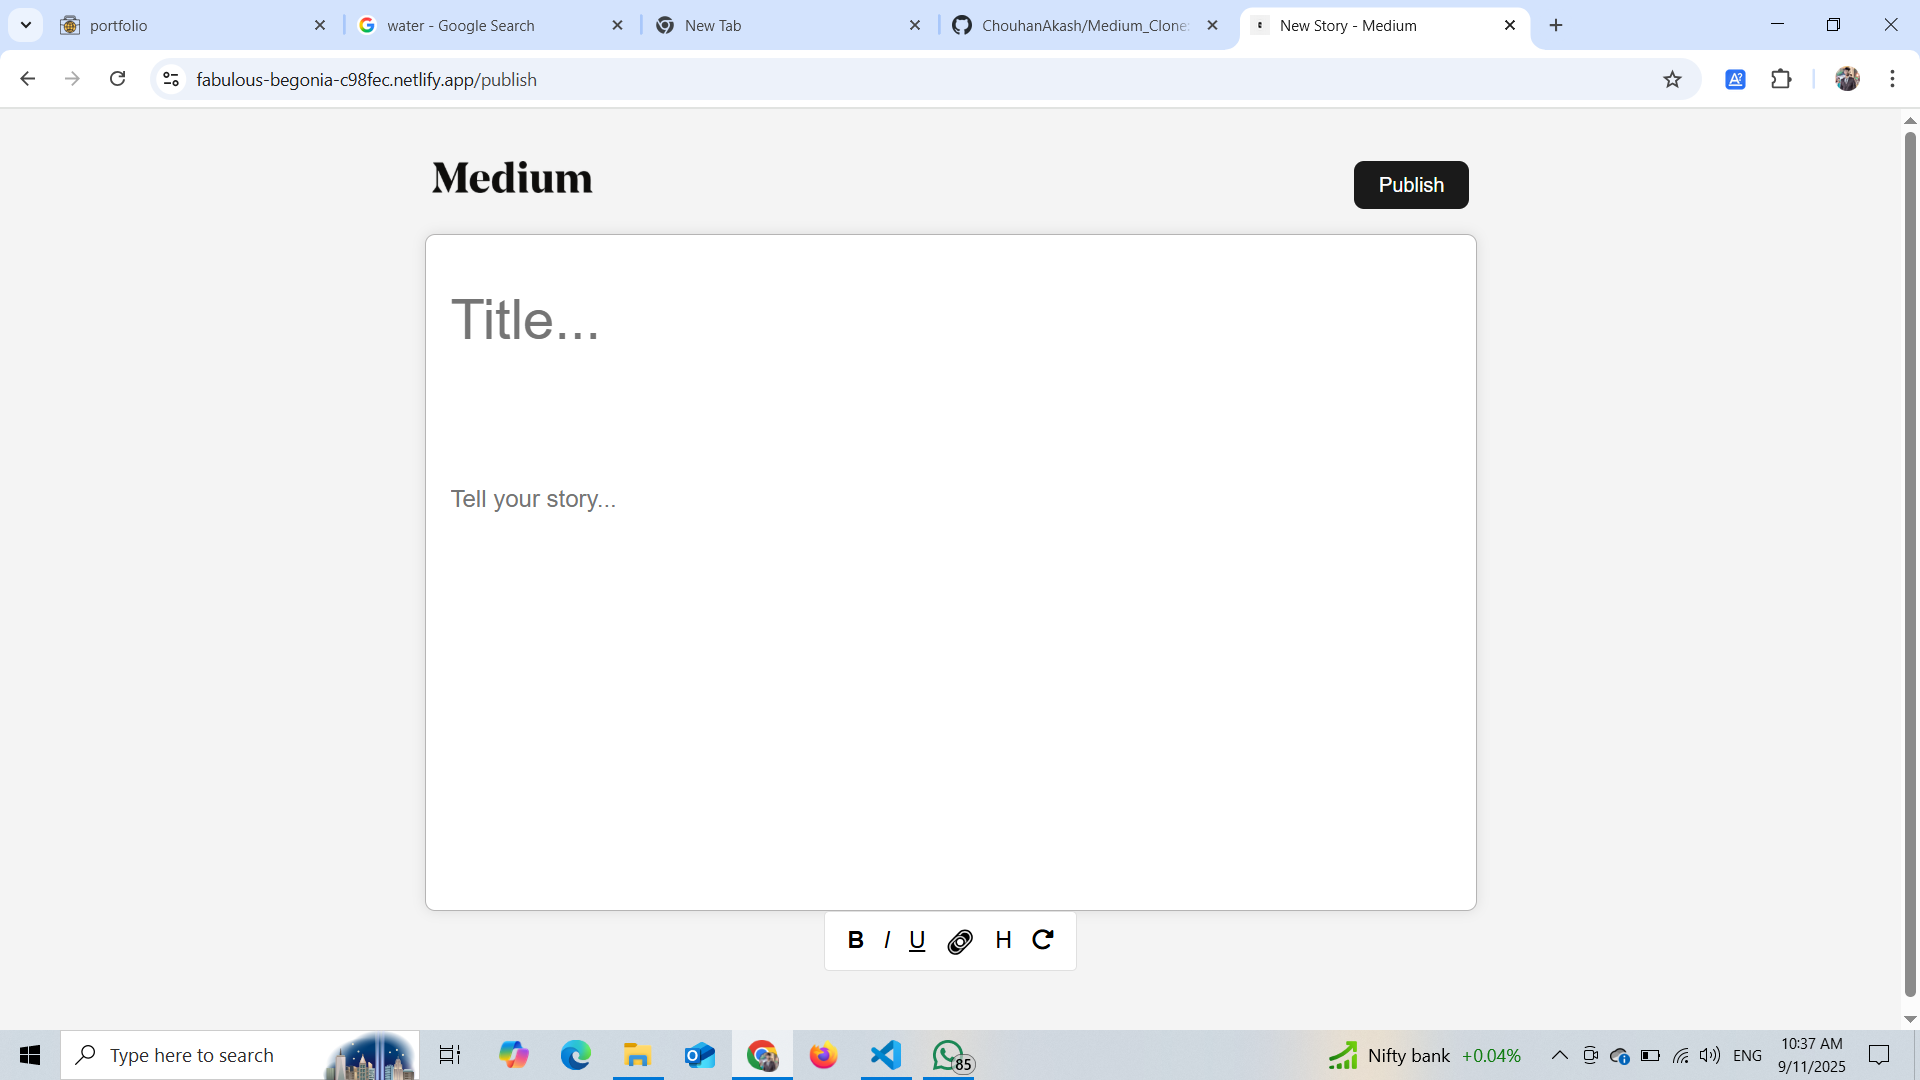 portfolio
water - Google Search
New Tab
ChouhanAkash/Medium_Clone:
New Story - Medium
fabulous-begonia-c98fec.netlify.app/publish
Medium
Publish
Title...
Tell your story...
B I U H
Type here to search
85
Nifty bank +0.04%
ENG
10:37 AM
9/11/2025